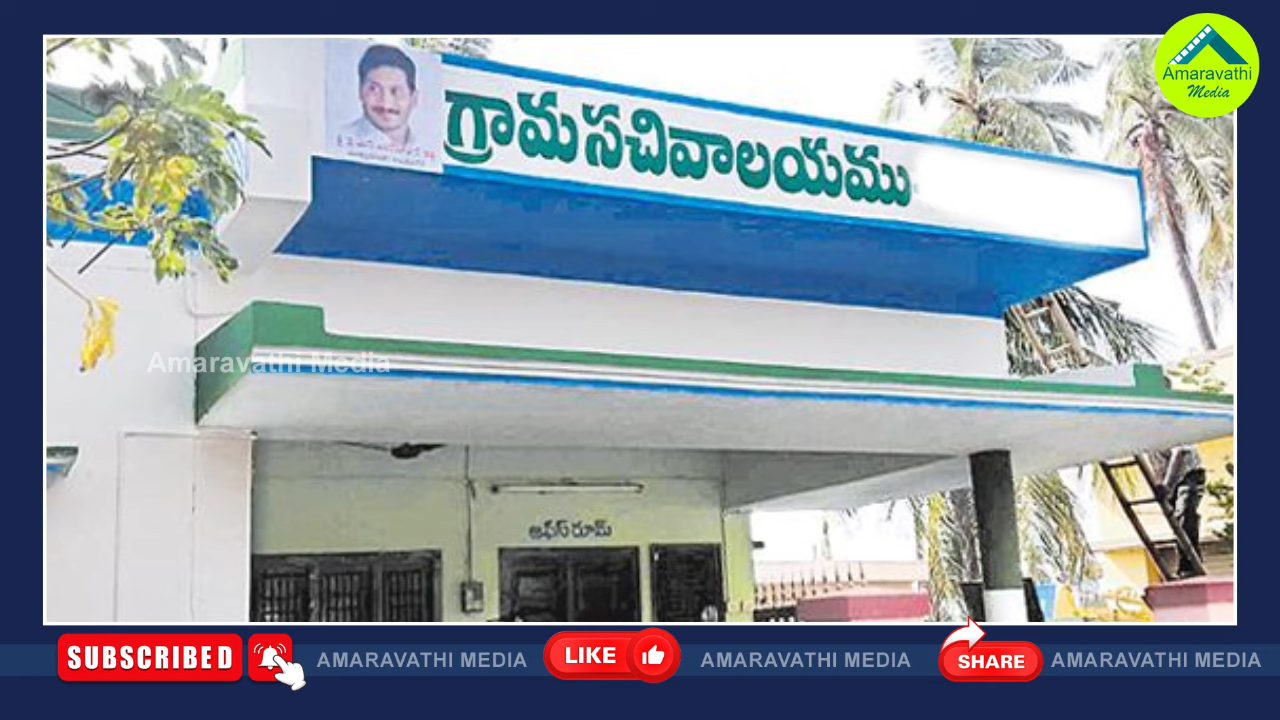 Amaravathi
Media
గ్రామ సచివాలయము
Amaravathi Media
ఆఫీస్ రూమ్
SUBSCRIBED
AMARAVATHI MEDIA
LIKE
AMARAVATHI MEDIA
SHARE
AMARAVATHI MEDIA